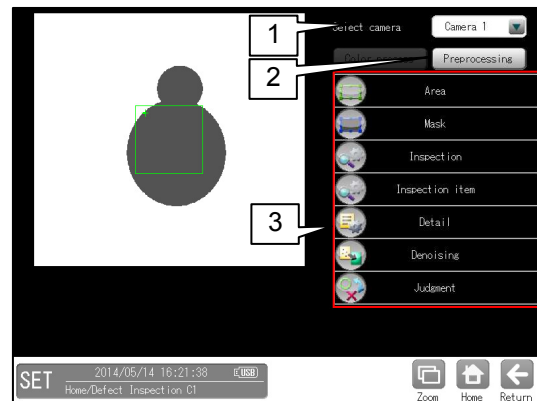 1
Select camera
Camera 1
2
Preprocessing
Area
Mask
Inspection
Inspection item
3
Detail
Denoising
Judgment
SET
2014/05/14 16:21:38
USB
Home/Defect Inspection C1
Zoom
Home
Return